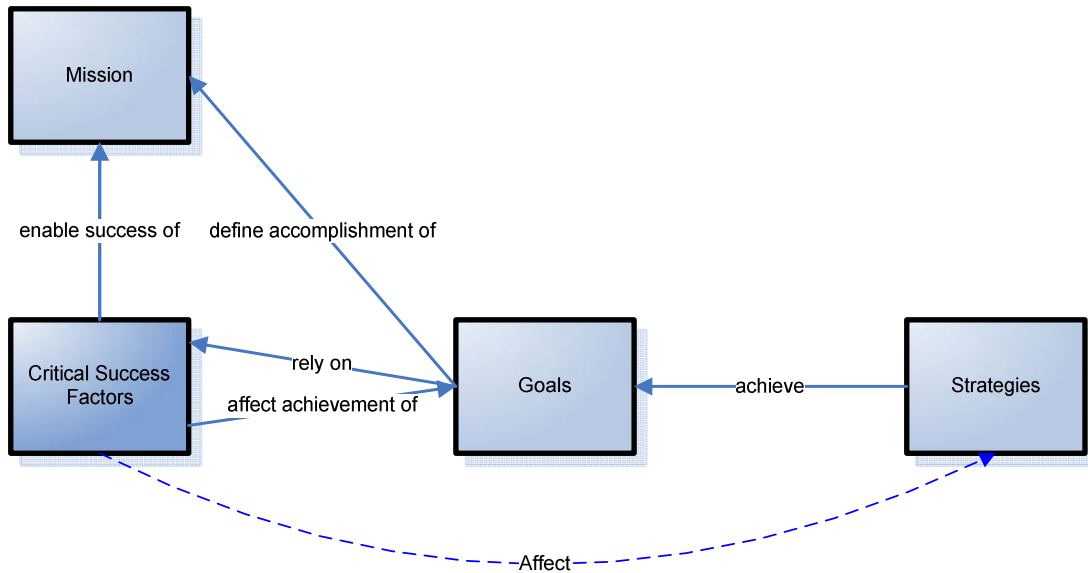 Mission
enable success of
define accomplishment of
rely on
affect achievement of
Critical Success
Factors
Goals
achieve
Strategies
Affect